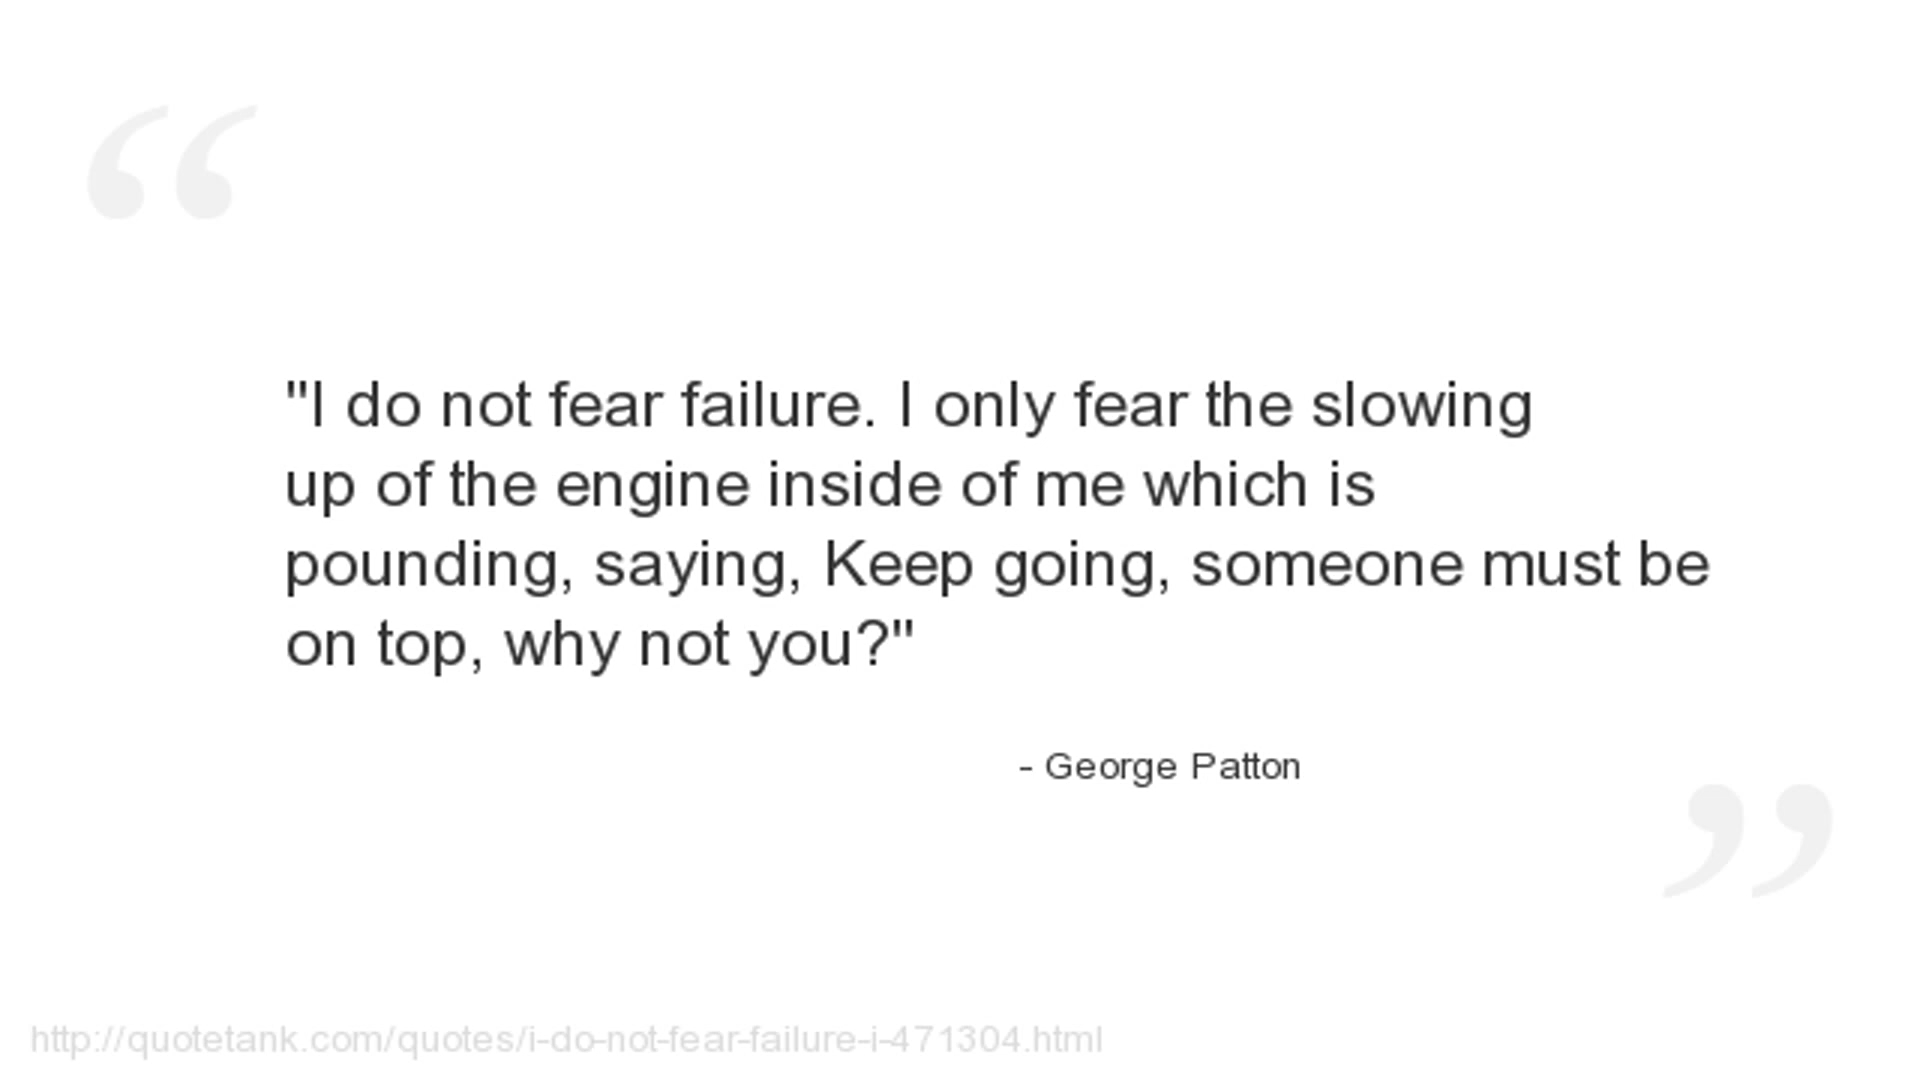 "I do not fear failure. I only fear the slowing
up of the engine inside of me which is
pounding, saying, Keep going, someone must be
on top, why not you?"
- George Patton
http://quotetank.com/quotes/i-do-not-fear-failure-i-471304.html